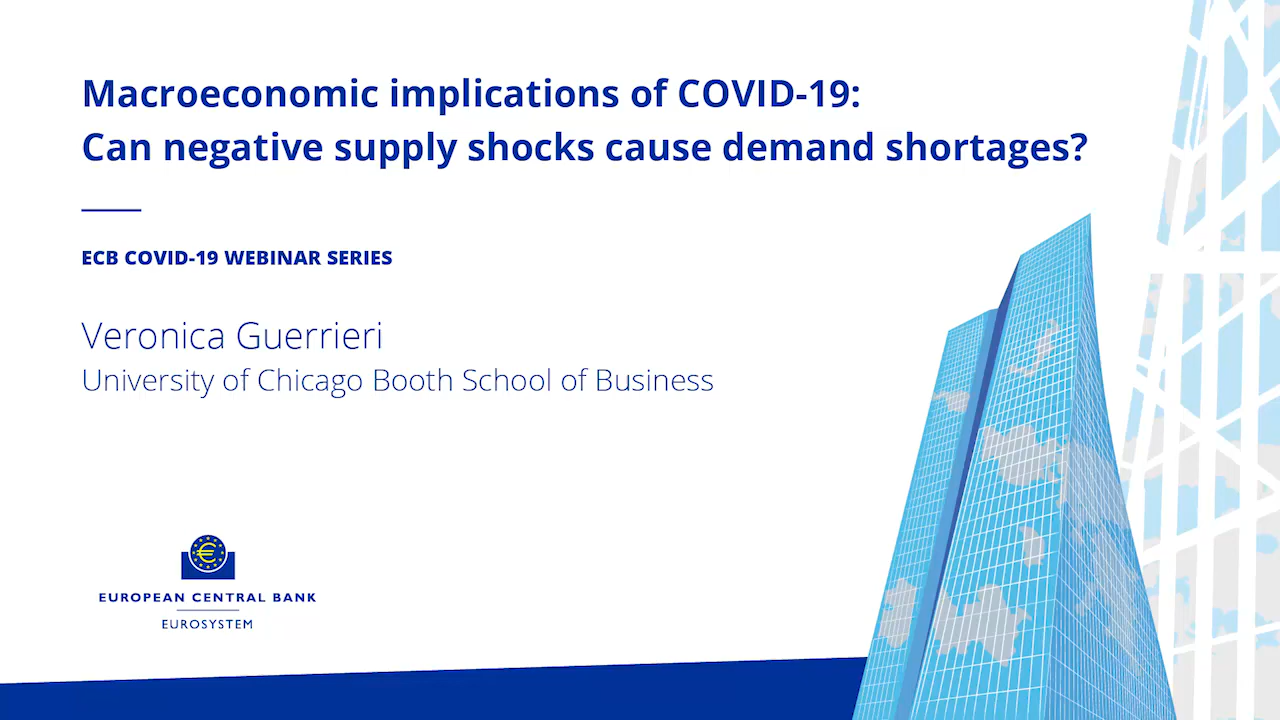 Macroeconomic implications of COVID-19:
Can negative supply shocks cause demand shortages?
ECB COVID-19 WEBINAR SERIES
Veronica Guerrieri
University of Chicago Booth School of Business
EUROPEAN CENTRAL BANK
EUROSYSTEM